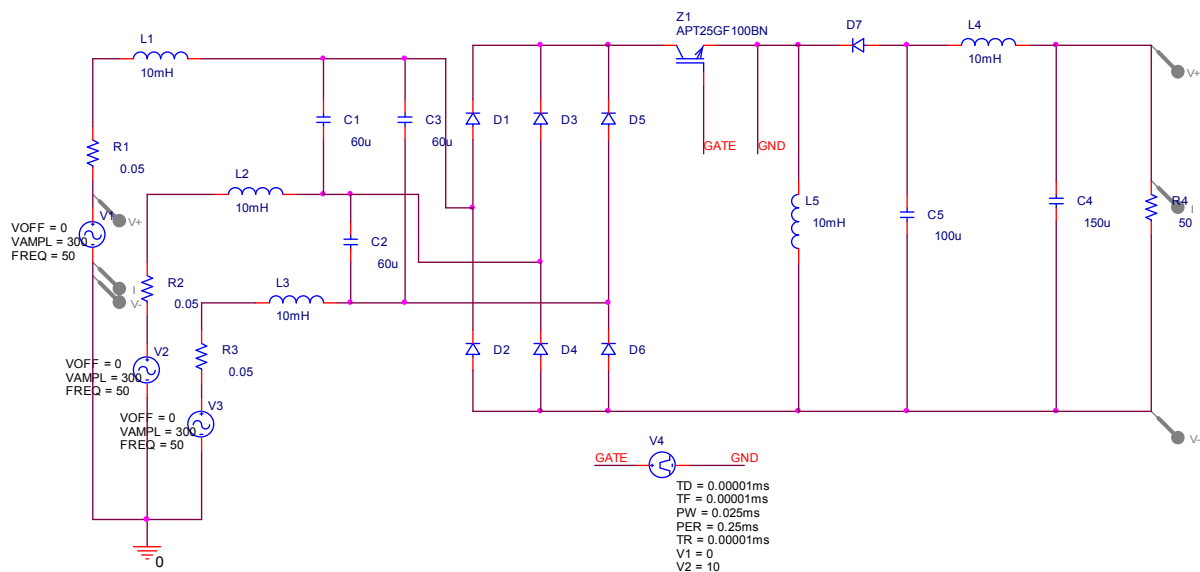 Z1
APT25GF100BN
L1
10mH
D7
L4
10mH
V+
C1
60u
C3
60u
D1
D3
D5
R1
0.05
GATE
GND
L2
10mH
L5
10mH
C5
100u
C4
150u
R4
50
I
V1
V+
VOFF = 0
VAMPL = 300
FREQ = 50
C2
60u
I
V-
R2
0.05
L3
10mH
V2
VOFF = 0
VAMPL = 300
FREQ = 50
R3
0.05
D2
D4
D6
V3
VOFF = 0
VAMPL = 300
FREQ = 50
V-
V4
GATE
GND
TD = 0.00001ms
TF = 0.00001ms
PW = 0.025ms
PER = 0.25ms
TR = 0.00001ms
V1 = 0
V2 = 10
0